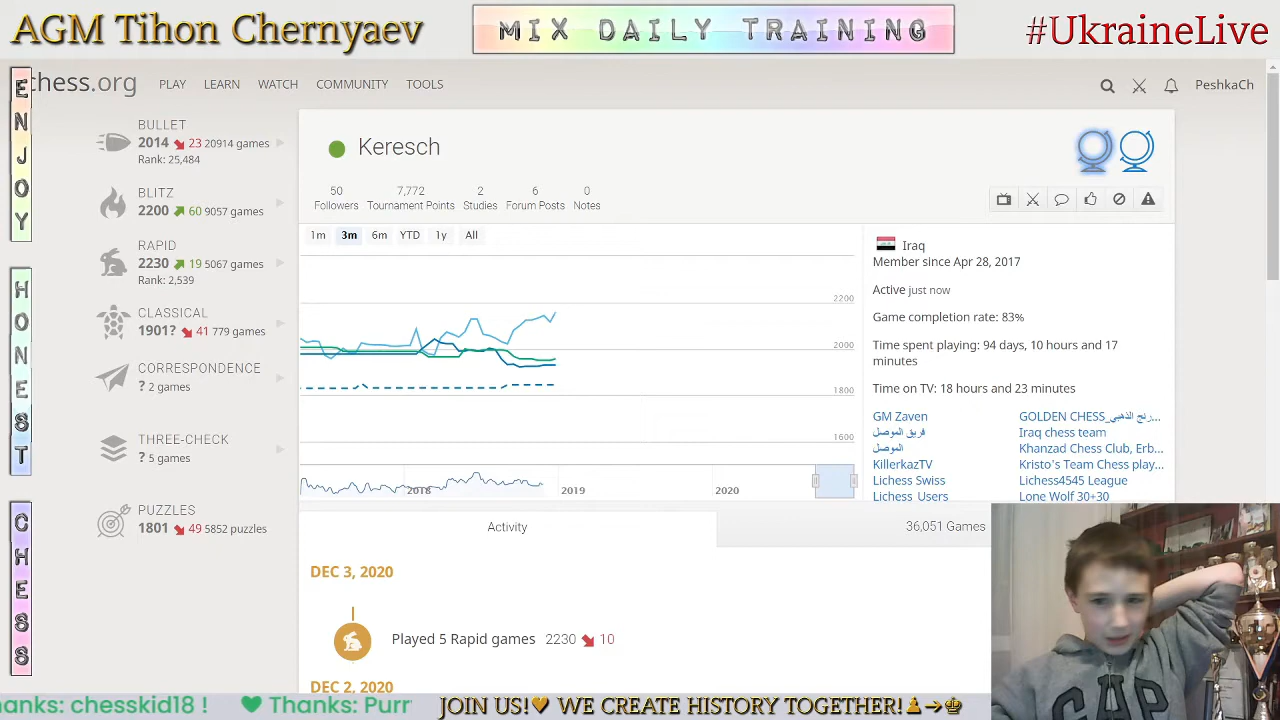 AGM Tihon Chernyaev
MIX DAILY TRAINING
#UkraineLive
ENJOY
HONEST
CHESS
chess.org
PLAY LEARN WATCH COMMUNITY TOOLS
PeshkaCh
BULLET
2014 23 20914 games
Rank: 25,484
BLITZ
2200 60 9057 games
RAPID
2230 19 5067 games
Rank: 2,539
CLASSICAL
1901? 41 779 games
CORRESPONDENCE
? 2 games
THREE-CHECK
? 5 games
PUZZLES
1801 49 5852 puzzles
Keresch
50 7,772 2 6 0
Followers Tournament Points Studies Forum Posts Notes
1m 3m 6m YTD 1y All
2200
2000
1800
1600
2018 2019 2020
Iraq
Member since Apr 28, 2017
Active just now
Game completion rate: 83%
Time spent playing: 94 days, 10 hours and 17
minutes
Time on TV: 18 hours and 23 minutes
GM Zaven GOLDEN CHESS_رنج الذهبي...
فريق الموصل Iraq chess team
الموصل Khanzad Chess Club, Erb...
KillerkazTV Kristo's Team Chess play...
Lichess Swiss Lichess4545 League
Lichess Users Lone Wolf 30+30
Activity 36,051 Games
DEC 3, 2020
Played 5 Rapid games 2230 10
DEC 2, 2020
GAP
anks: chesskid18 ! Thanks: Purr
JOIN US! WE CREATE HISTORY TOGETHER!